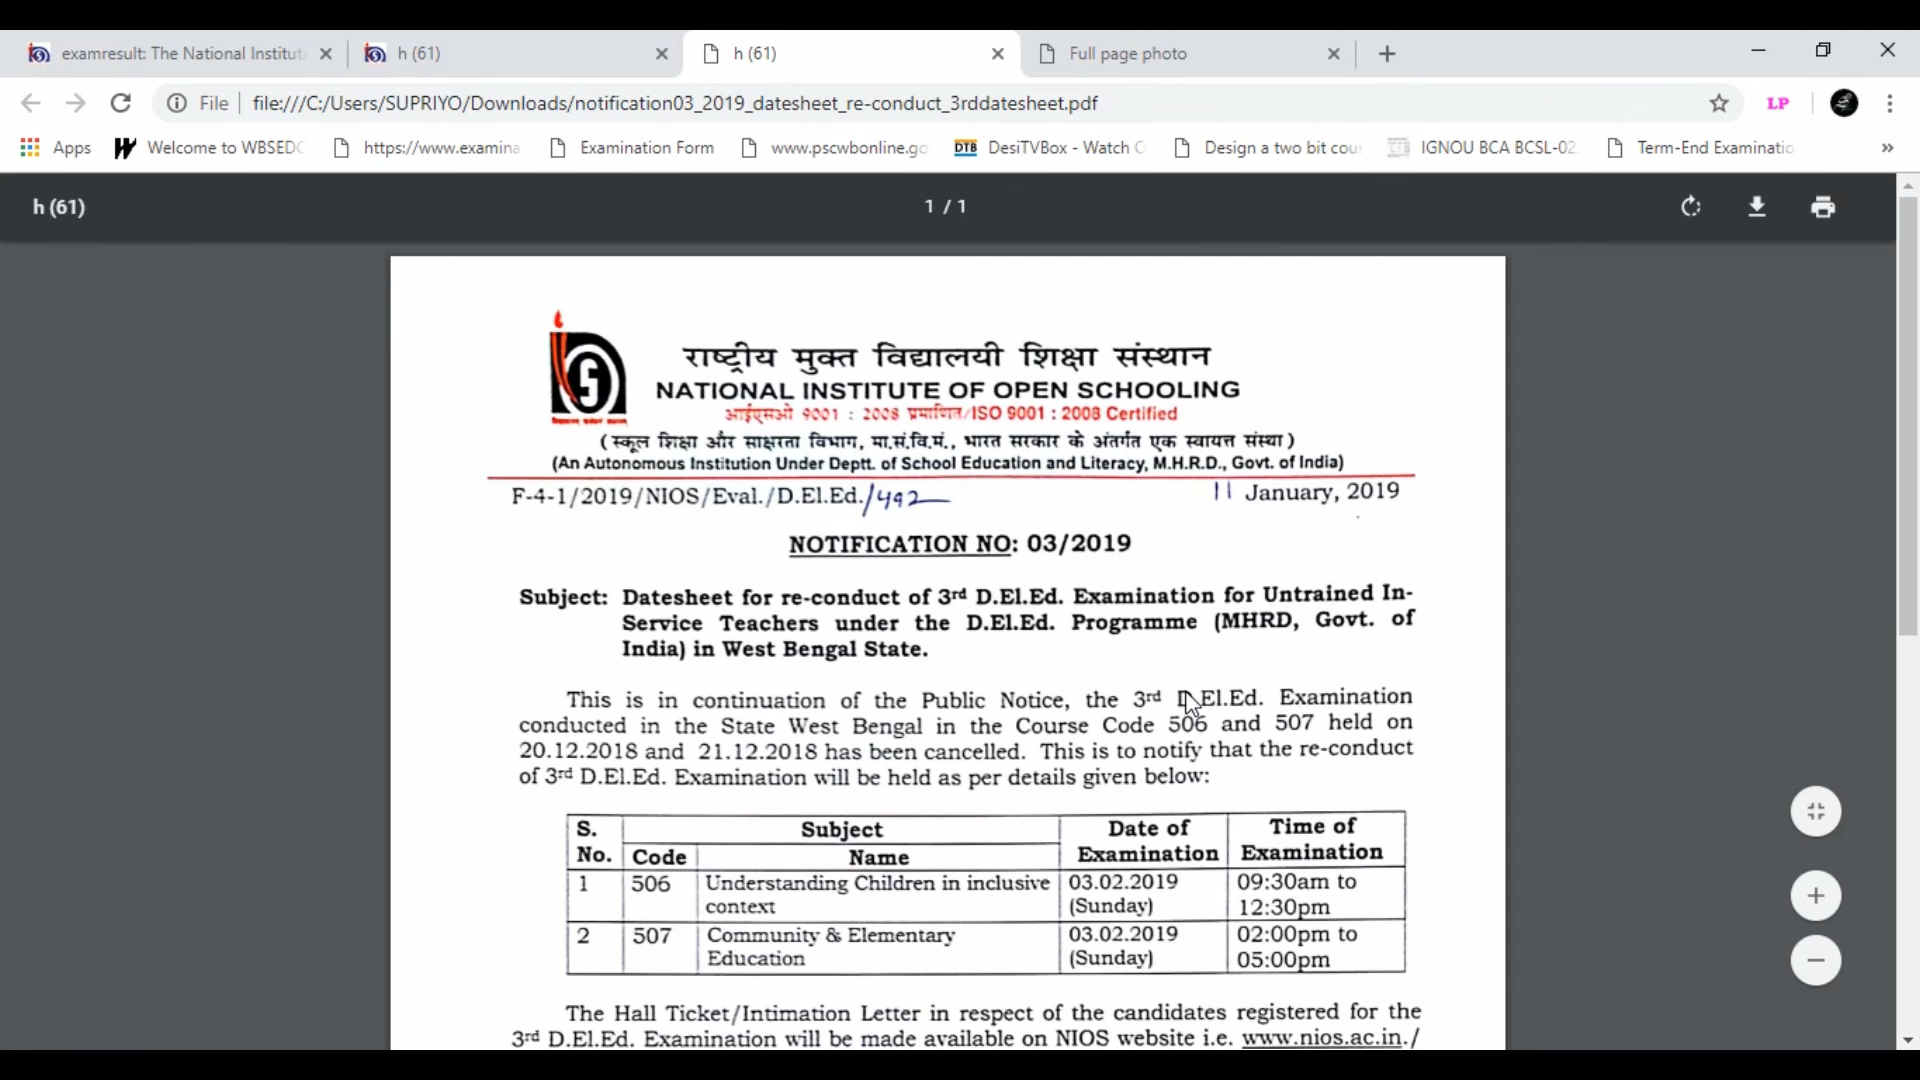 examresult: The National Institut
h (61)
h (61)
Full page photo
File
file:///C:/Users/SUPRIYO/Downloads/notification03_2019_datesheet_re-conduct_3rddatesheet.pdf
LP
Apps
Welcome to WBSEDC
https://www.examina
Examination Form
www.pscwbonline.go
DTB
DesiTVBox - Watch C
Design a two bit cour
IGNOU BCA BCSL-02
Term-End Examinatio
»
h (61)
1 / 1
राष्ट्रीय मुक्त विद्यालयी शिक्षा संस्थान
NATIONAL INSTITUTE OF OPEN SCHOOLING
आईएसओ 9001 : 2008 प्रमाणित/ISO 9001 : 2008 Certified
(स्कूल शिक्षा और साक्षरता विभाग, मा.सं.वि.मं., भारत सरकार के अंतर्गत एक स्वायत्त संस्था)
(An Autonomous Institution Under Deptt. of School Education and Literacy, M.H.R.D., Govt. of India)
F-4-1/2019/NIOS/Eval./D.El.Ed./492 11 January, 2019
NOTIFICATION NO: 03/2019
Subject: Datesheet for re-conduct of 3rd D.El.Ed. Examination for Untrained In-
Service Teachers under the D.El.Ed. Programme (MHRD, Govt. of
India) in West Bengal State.
This is in continuation of the Public Notice, the 3rd D.El.Ed. Examination
conducted in the State West Bengal in the Course Code 506 and 507 held on
20.12.2018 and 21.12.2018 has been cancelled. This is to notify that the re-conduct
of 3rd D.El.Ed. Examination will be held as per details given below:
S. No. Subject Date of Examination Time of Examination
Code Name
1 506 Understanding Children in inclusive context 03.02.2019 (Sunday) 09:30am to 12:30pm
2 507 Community & Elementary Education 03.02.2019 (Sunday) 02:00pm to 05:00pm
The Hall Ticket/Intimation Letter in respect of the candidates registered for the
3rd D.El.Ed. Examination will be made available on NIOS website i.e. www.nios.ac.in./